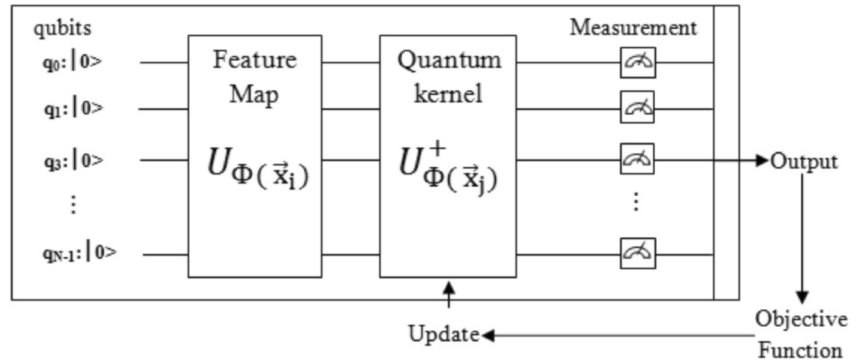 qubits
Measurement
q0:|0>
Feature
Map
Quantum
kernel
q1:|0>
UΦ(x⃗i)
U+Φ(x⃗j)
q3:|0>
Output
⋮
⋮
qN-1:|0>
Update
Objective
Function